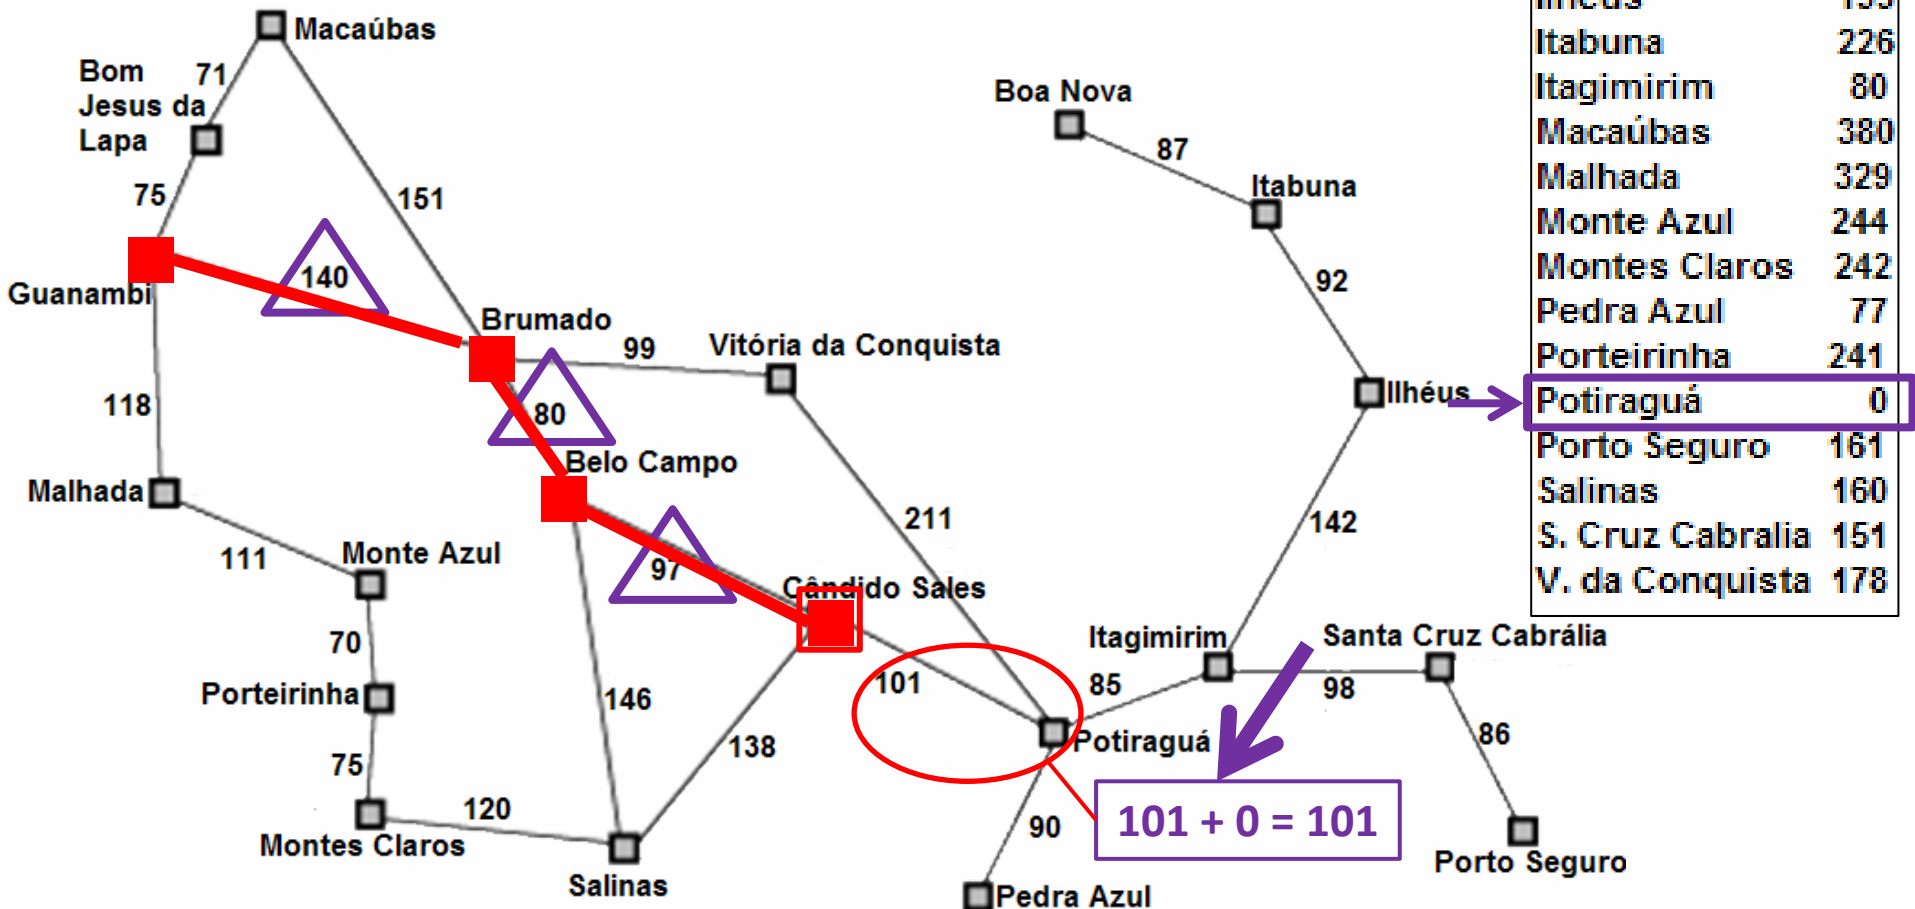 Macaúbas
Bom
Jesus da
Lapa
71
75
151
Guanambi
140
Brumado
99
Vitória da Conquista
80
Belo Campo
118
Malhada
111
Monte Azul
70
Porteirinha
75
Montes Claros
120
Salinas
146
138
97
Cândido Sales
211
101
Potiraguá
90
Pedra Azul
85
Itagimirim
98
Santa Cruz Cabrália
86
Porto Seguro
142
Ilhéus
92
Itabuna
87
Boa Nova
101 + 0 = 101
Itabuna 226
Itagimirim 80
Macaúbas 380
Malhada 329
Monte Azul 244
Montes Claros 242
Pedra Azul 77
Porteirinha 241
Potiraguá 0
Porto Seguro 161
Salinas 160
S. Cruz Cabralia 151
V. da Conquista 178